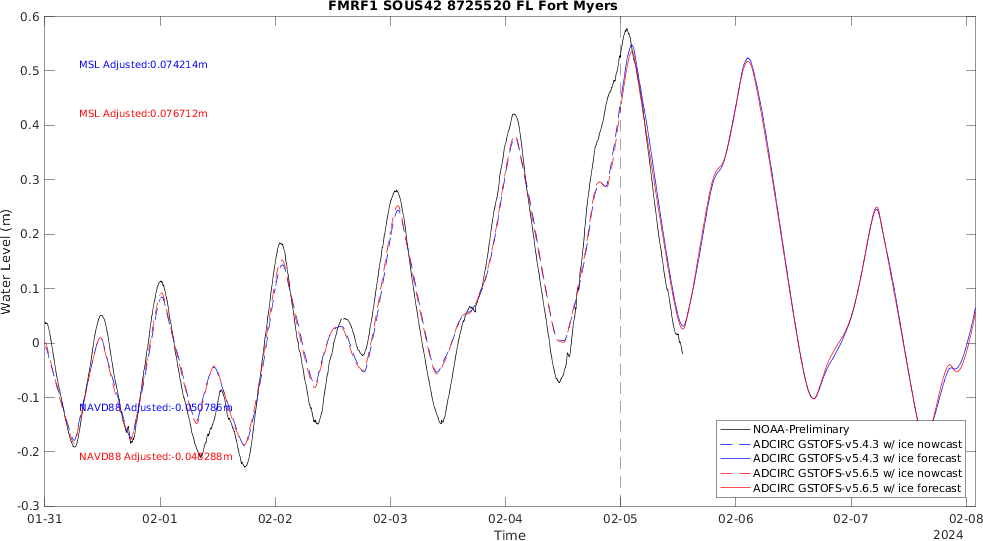 FMRF1 SOUS42 8725520 FL Fort Myers
0.6
0.5
0.4
0.3
0.2
0.1
0
-0.1
-0.2
-0.3
Water Level (m)
MSL Adjusted:0.074214m
MSL Adjusted:0.076712m
NAVD88 Adjusted:-0.050786m
NAVD88 Adjusted:-0.048288m
NOAA-Preliminary
ADCIRC GSTOFS-v5.4.3 w/ ice nowcast
ADCIRC GSTOFS-v5.4.3 w/ ice forecast
ADCIRC GSTOFS-v5.6.5 w/ ice nowcast
ADCIRC GSTOFS-v5.6.5 w/ ice forecast
01-31 02-01 02-02 02-03 02-04 02-05 02-06 02-07 02-08
Time
2024